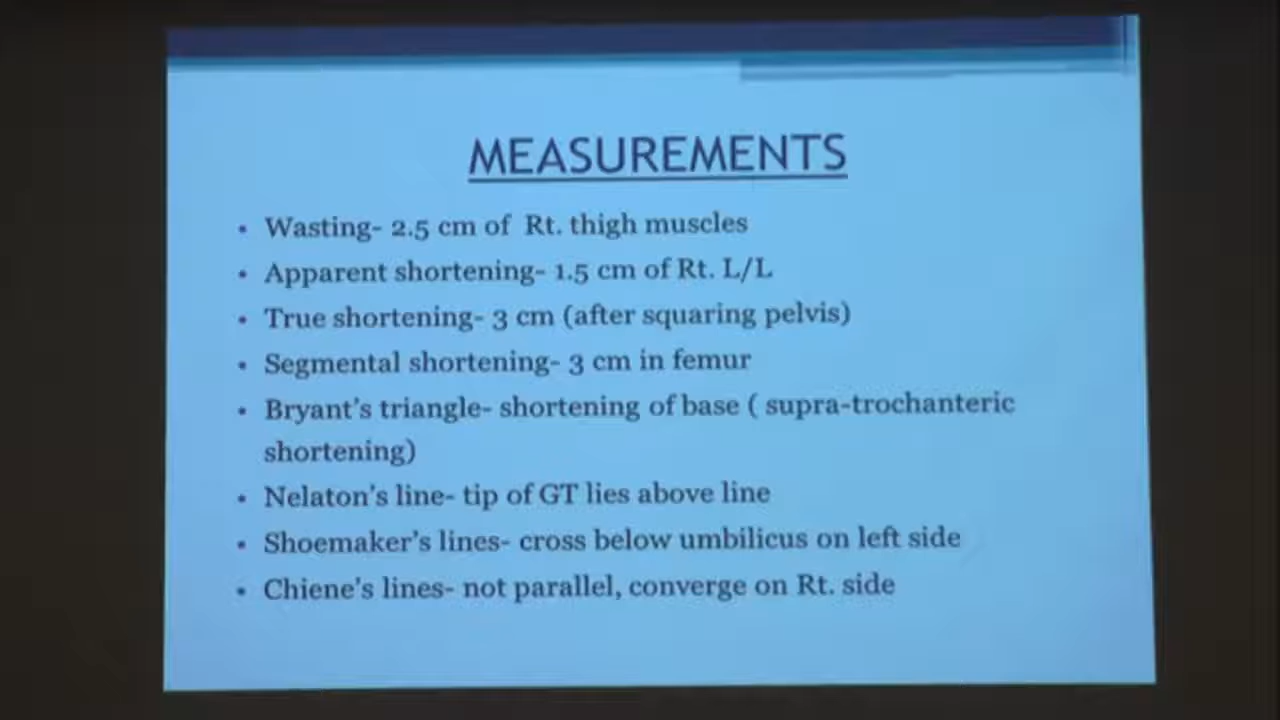 MEASUREMENTS
• Wasting- 2.5 cm of Rt. thigh muscles
• Apparent shortening- 1.5 cm of Rt. L/L
• True shortening- 3 cm (after squaring pelvis)
• Segmental shortening- 3 cm in femur
• Bryant's triangle- shortening of base ( supra-trochanteric
shortening)
• Nelaton's line- tip of GT lies above line
• Shoemaker's lines- cross below umbilicus on left side
• Chiene's lines- not parallel, converge on Rt. side